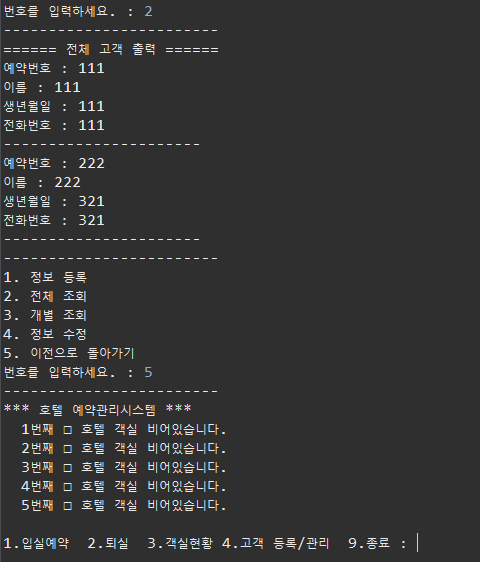 번호를 입력하세요. : 2
------------------------
====== 전체 고객 출력 ======
예약번호 : 111
이름 : 111
생년월일 : 111
전화번호 : 111
----------------------
예약번호 : 222
이름 : 222
생년월일 : 321
전화번호 : 321
----------------------
------------------------
1. 정보 등록
2. 전체 조회
3. 개별 조회
4. 정보 수정
5. 이전으로 돌아가기
번호를 입력하세요. : 5
------------------------
*** 호텔 예약관리시스템 ***
1번째 □ 호텔 객실 비어있습니다.
2번째 □ 호텔 객실 비어있습니다.
3번째 □ 호텔 객실 비어있습니다.
4번째 □ 호텔 객실 비어있습니다.
5번째 □ 호텔 객실 비어있습니다.
1.입실예약  2.퇴실  3.객실현황 4.고객 등록/관리  9.종료 :